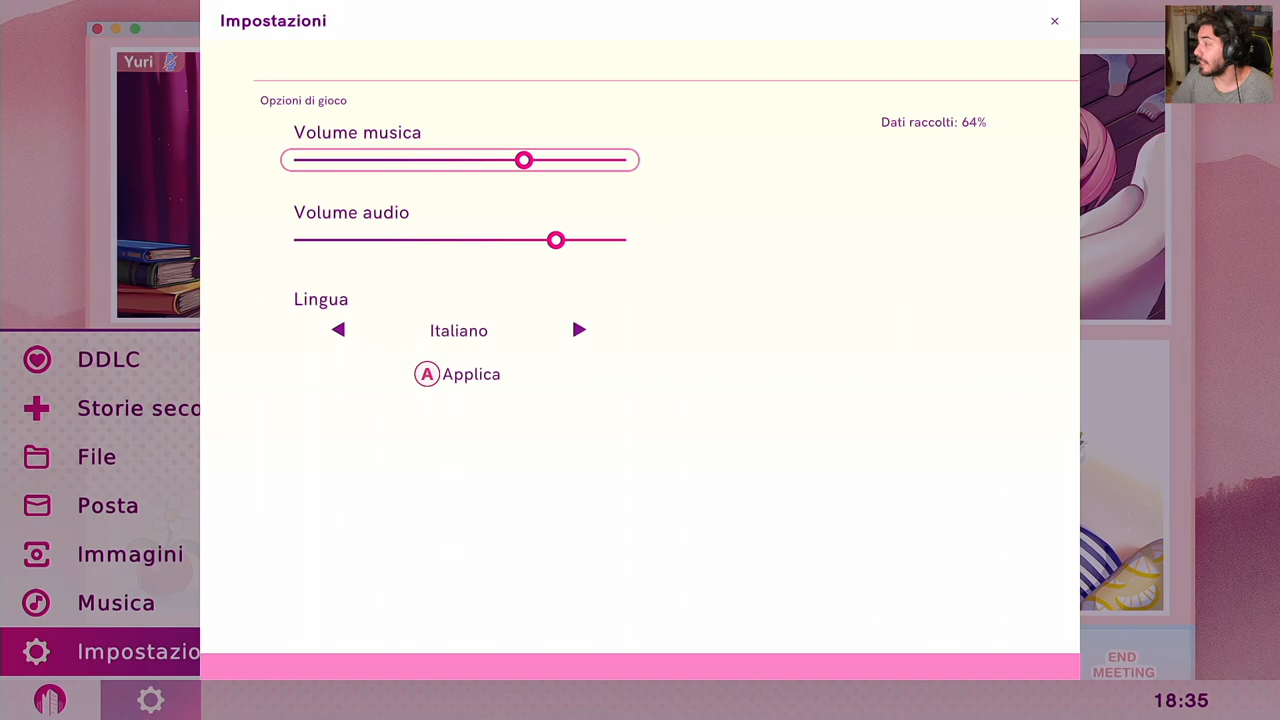 Impostazioni
×
Yuri
Opzioni di gioco
Dati raccolti: 64%
Volume musica
Volume audio
Lingua
Italiano
A Applica
DDLC
Storie seco
File
Posta
Immagini
Musica
Impostazio
END
MEETING
18:35